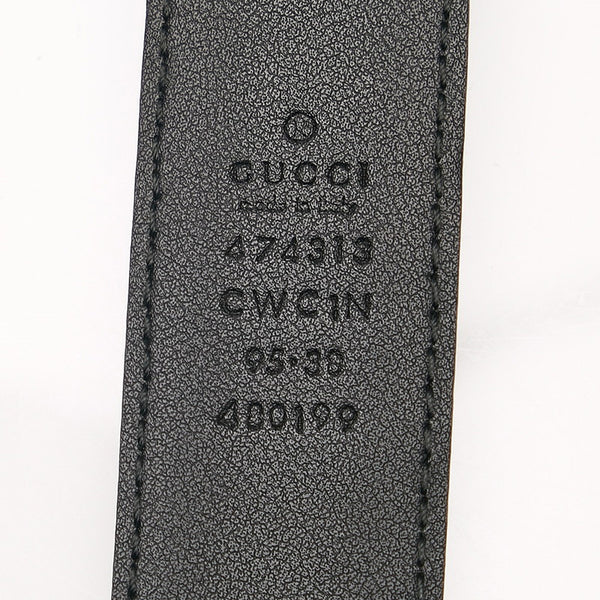 GUCCI
made in italy
474313
CWC1N
95•38
480199